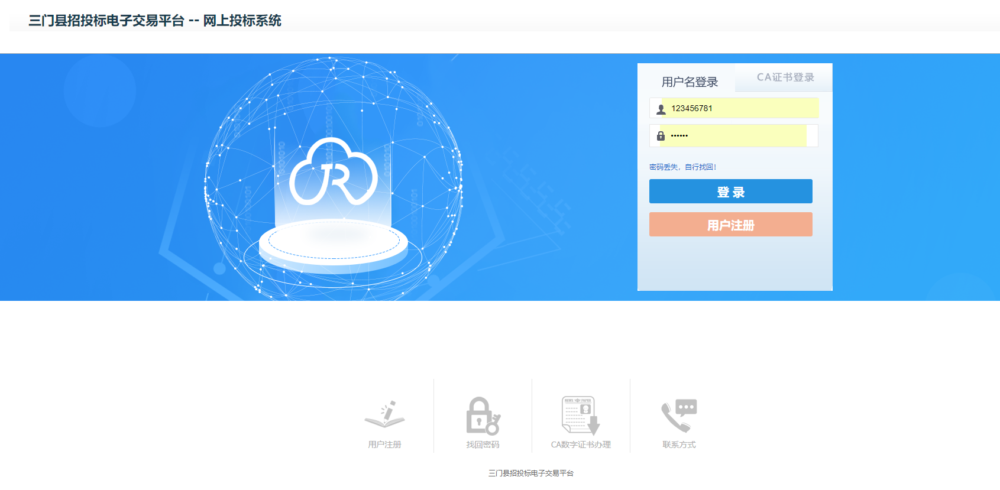 三门县招投标电子交易平台 -- 网上投标系统
用户名登录
CA证书登录
123456781
••••••
密码丢失，自行找回！
登 录
用户注册
NEWS PAPER
用户注册
找回密码
CA数字证书办理
联系方式
三门县招投标电子交易平台